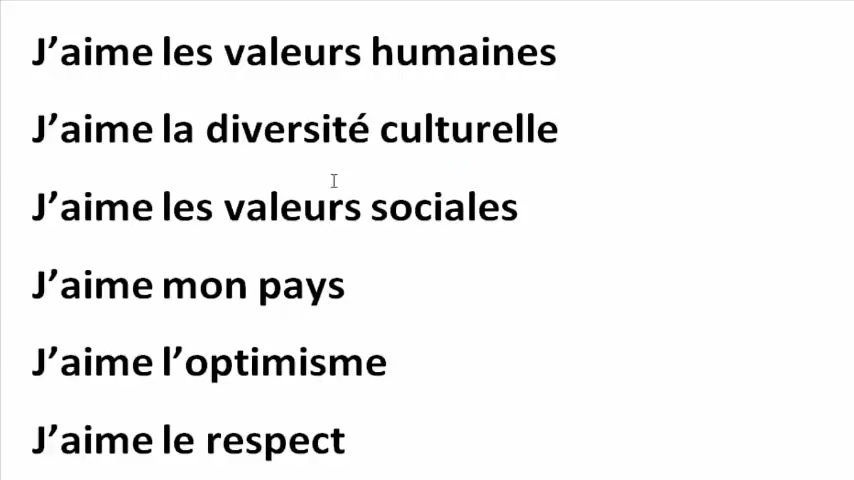 J’aime les valeurs humaines
J’aime la diversité culturelle
J’aime les valeurs sociales
J’aime mon pays
J’aime l’optimisme
J’aime le respect